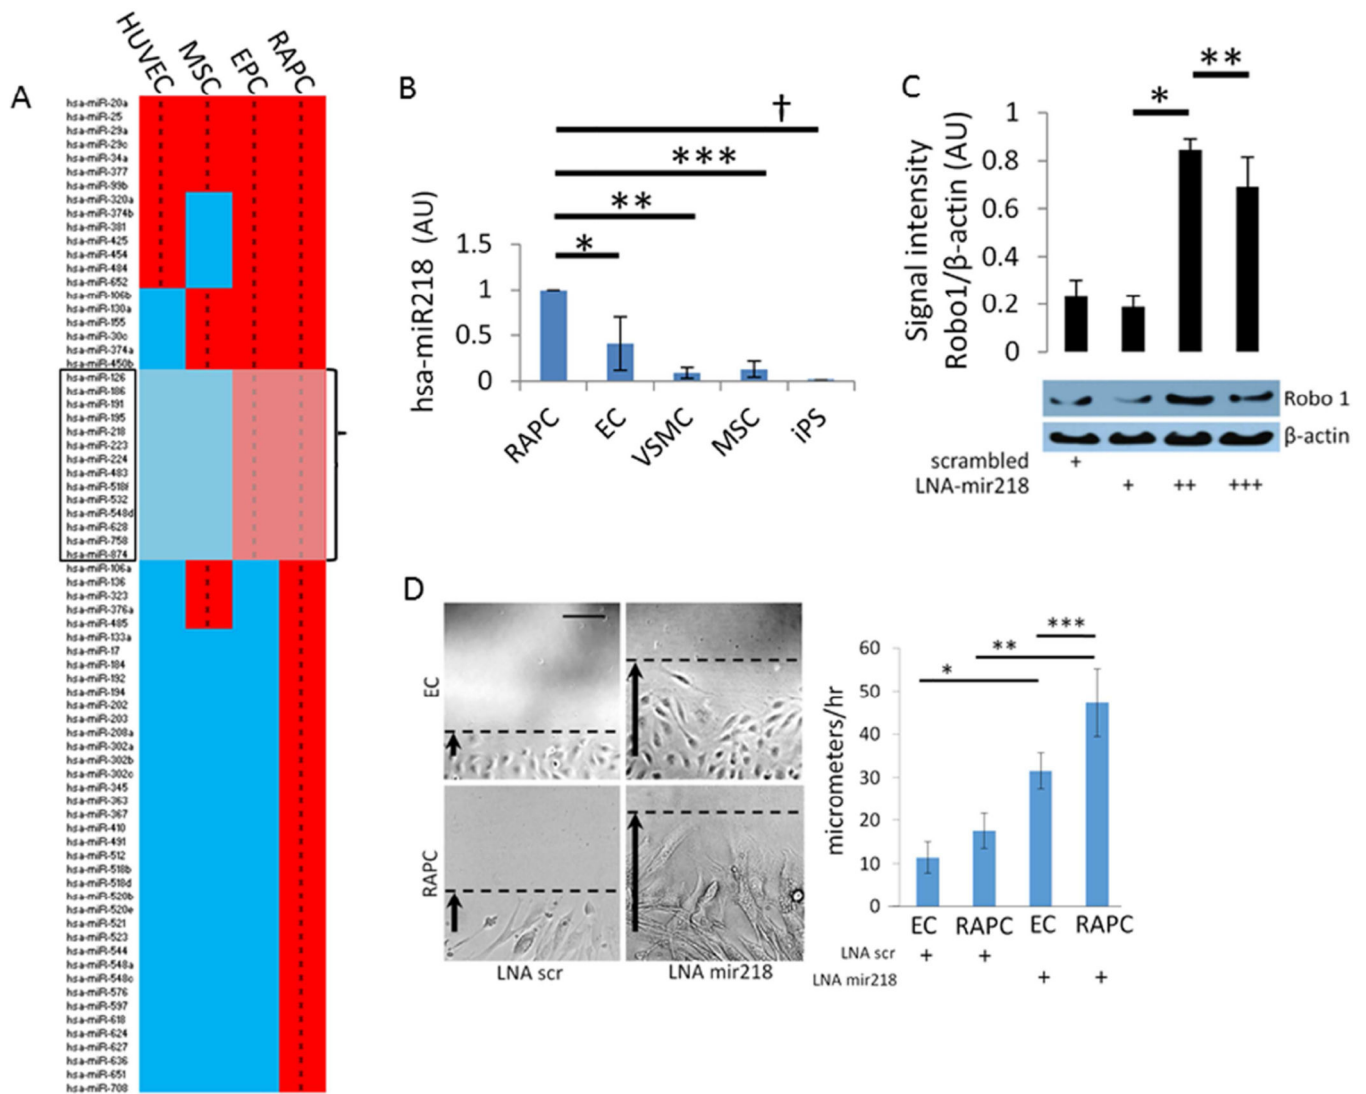 A
HUVEC
MSC
EPC
RAPC
hsa-miR-20a
hsa-miR-25
hsa-miR-29a
hsa-miR-29c
hsa-miR-34a
hsa-miR-377
hsa-miR-99b
hsa-miR-320a
hsa-miR-374b
hsa-miR-381
hsa-miR-425
hsa-miR-454
hsa-miR-484
hsa-miR-652
hsa-miR-106b
hsa-miR-130a
hsa-miR-155
hsa-miR-30c
hsa-miR-374a
hsa-miR-450b
hsa-miR-126
hsa-miR-186
hsa-miR-191
hsa-miR-195
hsa-miR-218
hsa-miR-223
hsa-miR-224
hsa-miR-483
hsa-miR-518f
hsa-miR-532
hsa-miR-548d
hsa-miR-628
hsa-miR-758
hsa-miR-874
hsa-miR-106a
hsa-miR-136
hsa-miR-323
hsa-miR-376a
hsa-miR-485
hsa-miR-133a
hsa-miR-17
hsa-miR-184
hsa-miR-192
hsa-miR-194
hsa-miR-202
hsa-miR-203
hsa-miR-208a
hsa-miR-302a
hsa-miR-302b
hsa-miR-302c
hsa-miR-345
hsa-miR-363
hsa-miR-367
hsa-miR-410
hsa-miR-491
hsa-miR-512
hsa-miR-518b
hsa-miR-518d
hsa-miR-520b
hsa-miR-520e
hsa-miR-521
hsa-miR-523
hsa-miR-544
hsa-miR-548a
hsa-miR-548c
hsa-miR-576
hsa-miR-597
hsa-miR-618
hsa-miR-624
hsa-miR-627
hsa-miR-636
hsa-miR-651
hsa-miR-708
B
†
***
**
*
hsa-miR218 (AU)
1.5
1
0.5
0
RAPC
EC
VSMC
MSC
iPS
C
**
*
Signal intensity
Robo1/β-actin (AU)
1
0.8
0.6
0.4
0.2
0
Robo 1
β-actin
scrambled +
LNA-mir218 + ++ +++
D
EC
RAPC
LNA scr
LNA mir218
micrometers/hr
60
50
40
30
20
10
0
***
**
*
EC RAPC EC RAPC
LNA scr + +
LNA mir218 + +